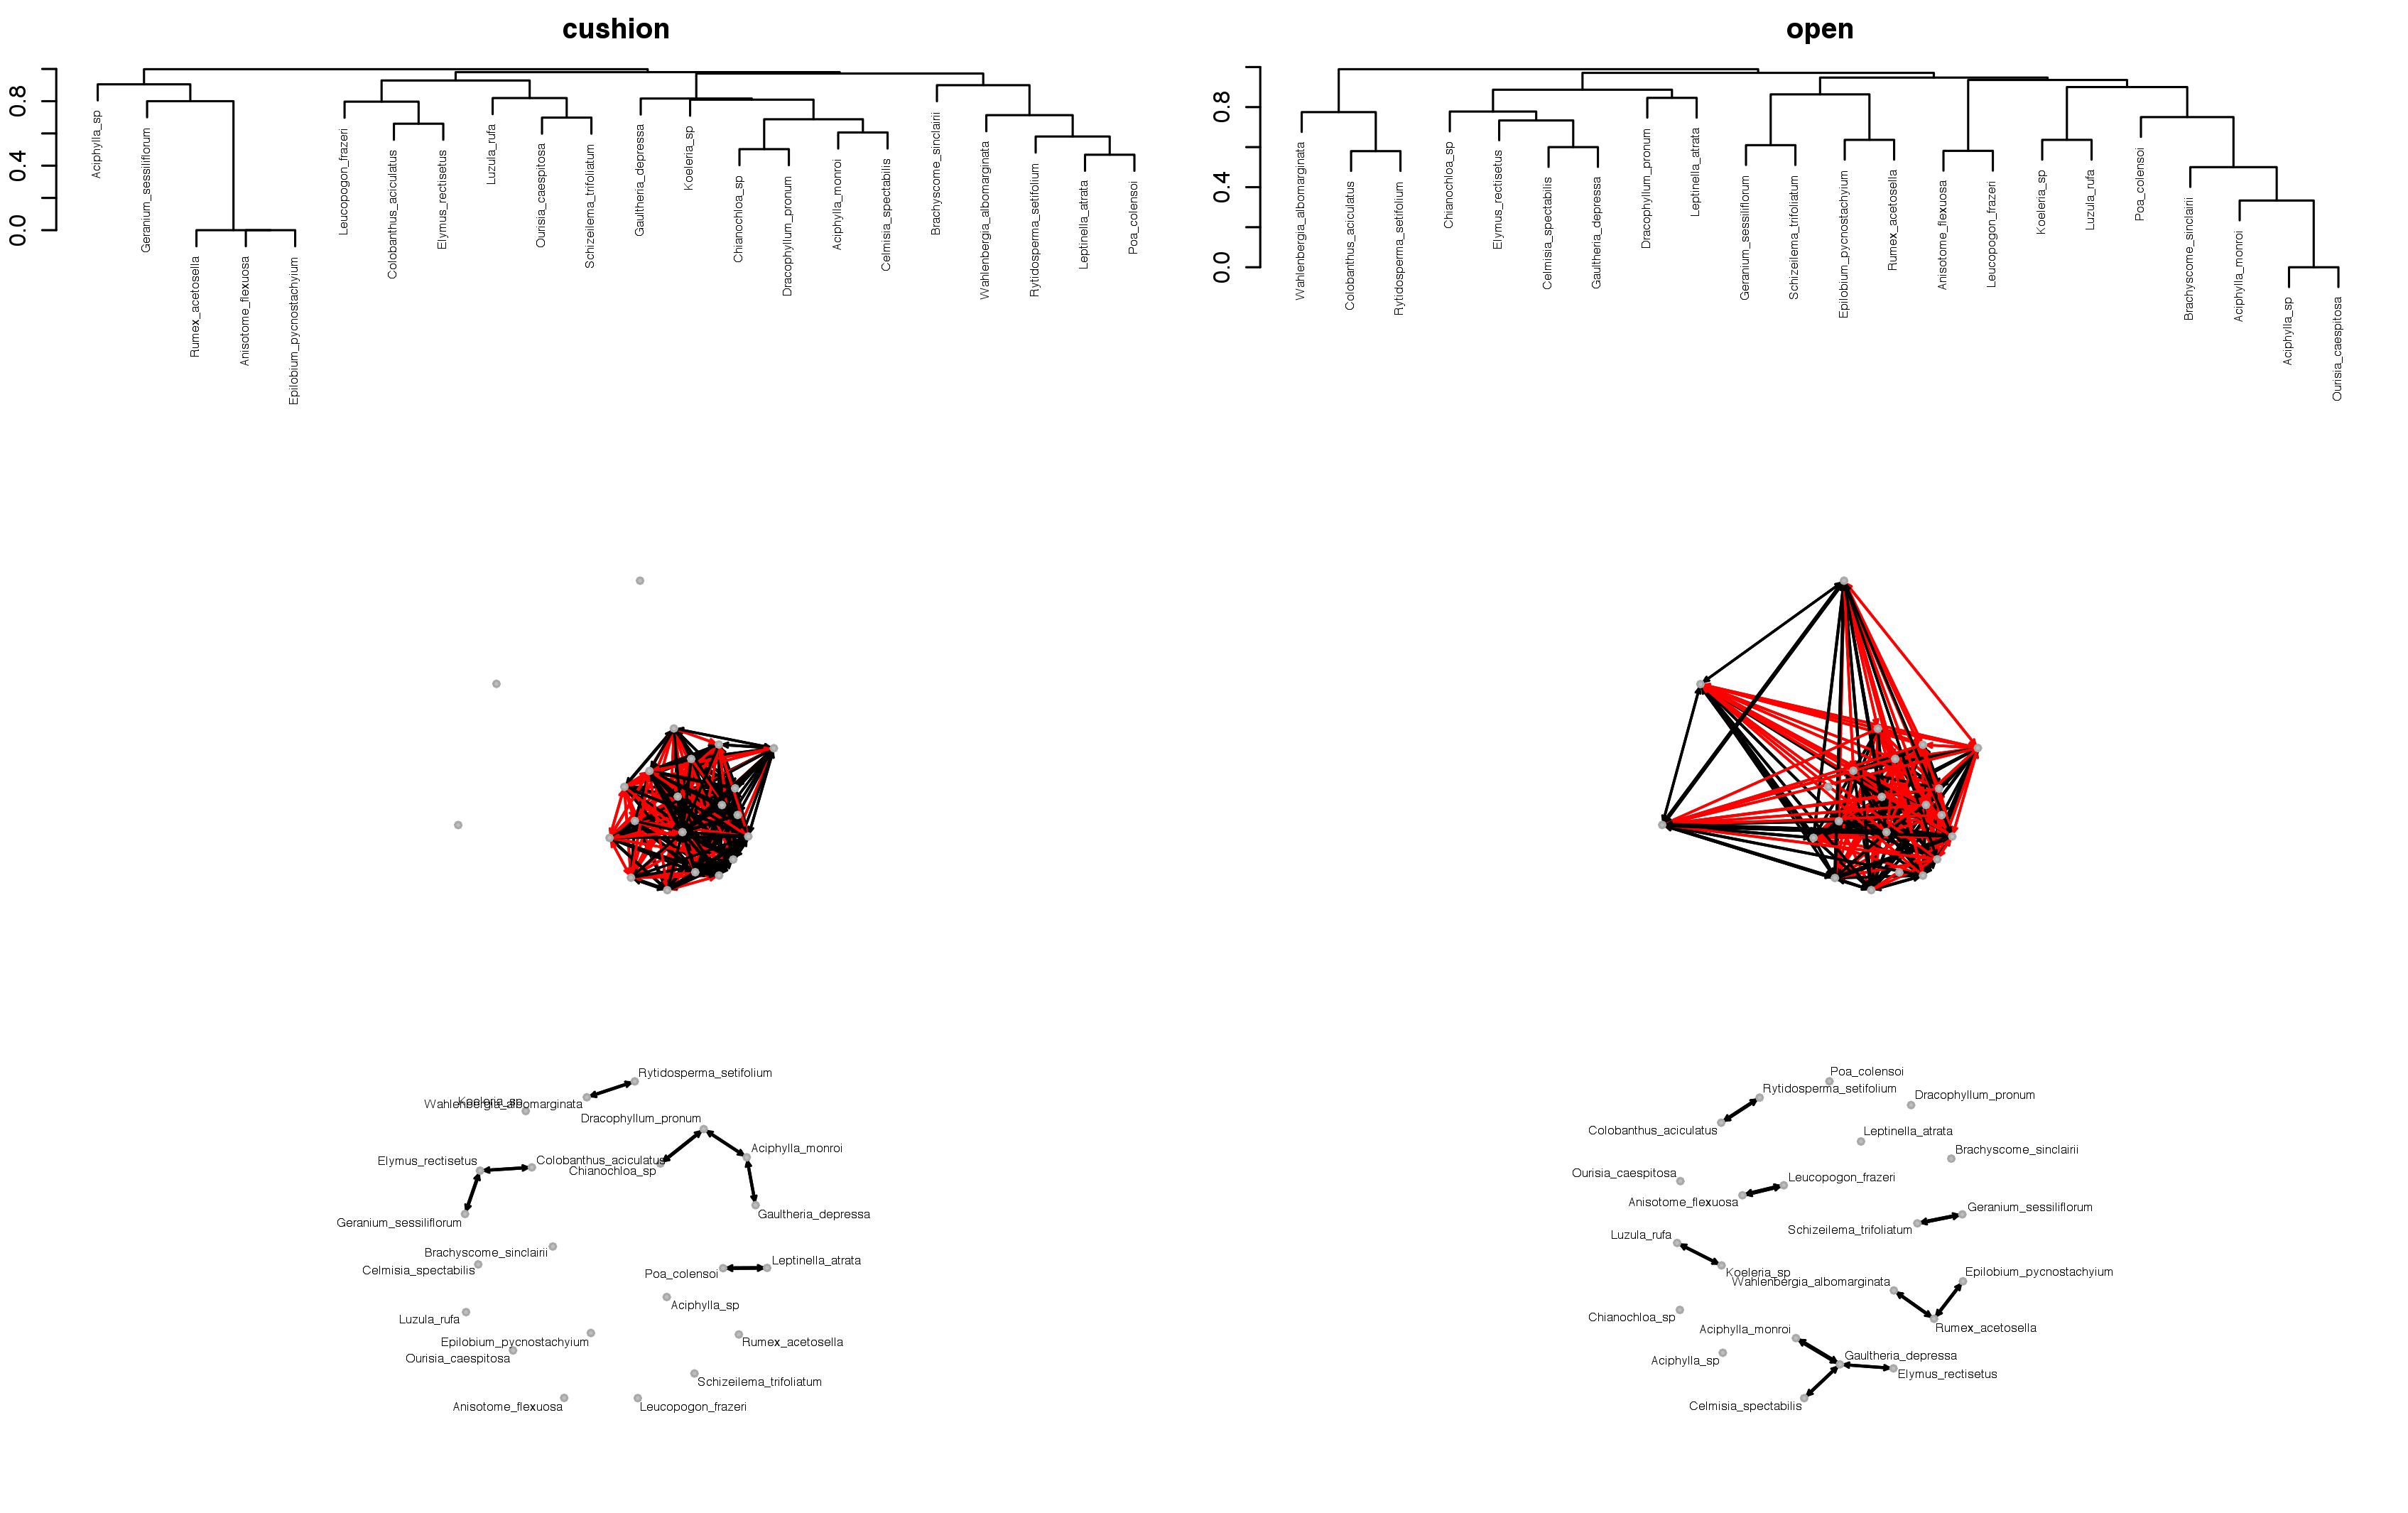 cushion
0.0 0.4 0.8
Aciphylla_sp
Geranium_sessiliflorum
Rumex_acetosella
Anisotome_flexuosa
Epilobium_pycnostachyium
Leucopogon_frazeri
Colobanthus_aciculatus
Elymus_rectisetus
Luzula_rufa
Ourisia_caespitosa
Schizeilema_trifoliatum
Gaultheria_depressa
Koeleria_sp
Chianochloa_sp
Dracophyllum_pronum
Aciphylla_monroi
Celmisia_spectabilis
Brachyscome_sinclairii
Wahlenbergia_albomarginata
Rytidosperma_setifolium
Leptinella_atrata
Poa_colensoi
open
0.0 0.4 0.8
Wahlenbergia_albomarginata
Colobanthus_aciculatus
Rytidosperma_setifolium
Chianochloa_sp
Elymus_rectisetus
Celmisia_spectabilis
Gaultheria_depressa
Dracophyllum_pronum
Leptinella_atrata
Geranium_sessiliflorum
Schizeilema_trifoliatum
Epilobium_pycnostachyium
Rumex_acetosella
Anisotome_flexuosa
Leucopogon_frazeri
Koeleria_sp
Luzula_rufa
Poa_colensoi
Brachyscome_sinclairii
Aciphylla_monroi
Aciphylla_sp
Ourisia_caespitosa
Rytidosperma_setifolium
Koeleria_sp
Wahlenbergia_albomarginata
Dracophyllum_pronum
Aciphylla_monroi
Elymus_rectisetus
Colobanthus_aciculatus
Chianochloa_sp
Gaultheria_depressa
Geranium_sessiliflorum
Brachyscome_sinclairii
Celmisia_spectabilis
Leptinella_atrata
Poa_colensoi
Aciphylla_sp
Luzula_rufa
Epilobium_pycnostachyium
Rumex_acetosella
Ourisia_caespitosa
Schizeilema_trifoliatum
Anisotome_flexuosa
Leucopogon_frazeri
Poa_colensoi
Rytidosperma_setifolium
Dracophyllum_pronum
Colobanthus_aciculatus
Leptinella_atrata
Brachyscome_sinclairii
Ourisia_caespitosa
Leucopogon_frazeri
Anisotome_flexuosa
Geranium_sessiliflorum
Schizeilema_trifoliatum
Luzula_rufa
Koeleria_sp
Wahlenbergia_albomarginata
Epilobium_pycnostachyium
Chianochloa_sp
Rumex_acetosella
Aciphylla_monroi
Aciphylla_sp
Gaultheria_depressa
Elymus_rectisetus
Celmisia_spectabilis